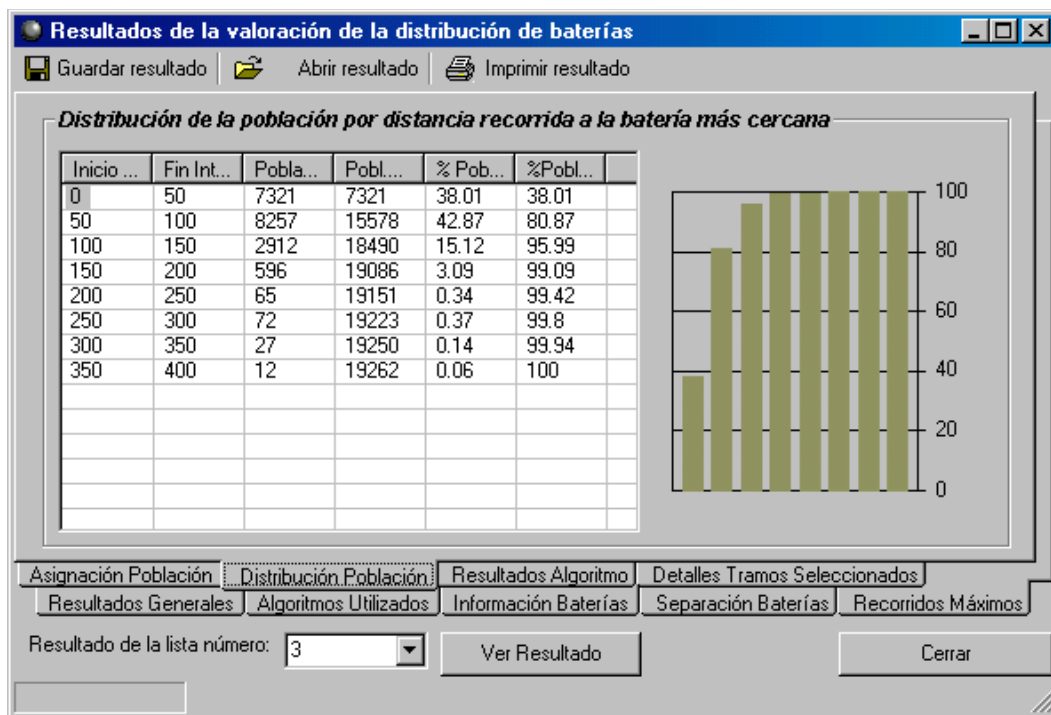 Resultados de la valoración de la distribución de baterías
Guardar resultado Abrir resultado Imprimir resultado
Distribución de la población por distancia recorrida a la batería más cercana
Inicio ... Fin Int... Pobla... Pobl.... % Pob... %Pobl...
0 50 7321 7321 38.01 38.01
50 100 8257 15578 42.87 80.87
100 150 2912 18490 15.12 95.99
150 200 596 19086 3.09 99.09
200 250 65 19151 0.34 99.42
250 300 72 19223 0.37 99.8
300 350 27 19250 0.14 99.94
350 400 12 19262 0.06 100
100
80
60
40
20
0
Asignación Población Distribución Población Resultados Algoritmo Detalles Tramos Seleccionados
Resultados Generales Algoritmos Utilizados Información Baterías Separación Baterías Recorridos Máximos
Resultado de la lista número: 3 Ver Resultado Cerrar